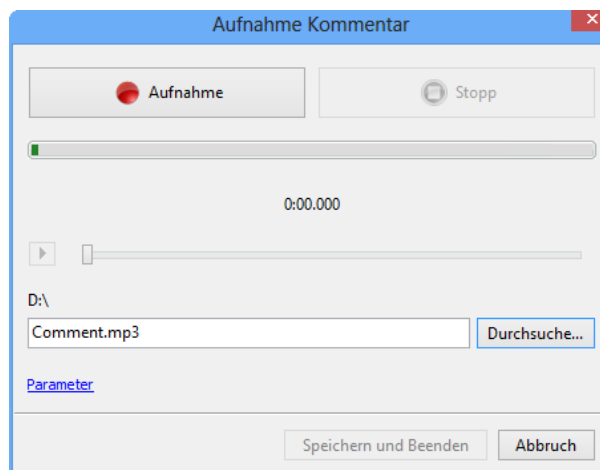 Aufnahme Kommentar
Aufnahme
Stopp
0:00.000
D:\
Comment.mp3
Durchsuche...
Parameter
Speichern und Beenden
Abbruch